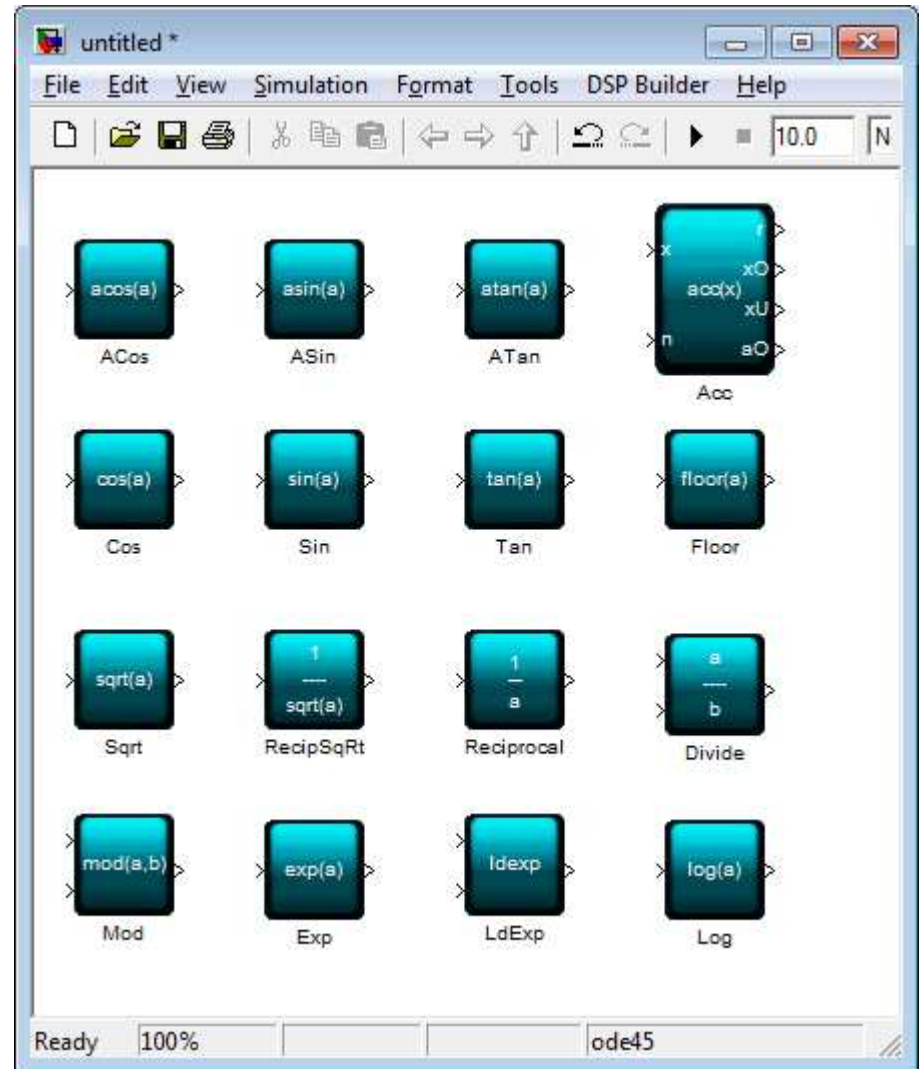 untitled *
File Edit View Simulation Format Tools DSP Builder Help
10.0 N
acos(a) asin(a) atan(a) x n acc(x) r xO xU aO
ACos ASin ATan Acc
cos(a) sin(a) tan(a) floor(a)
Cos Sin Tan Floor
sqrt(a) 1 ---- sqrt(a) 1 — a a ---- b
Sqrt RecipSqRt Reciprocal Divide
mod(a,b) exp(a) ldexp log(a)
Mod Exp LdExp Log
Ready 100% ode45